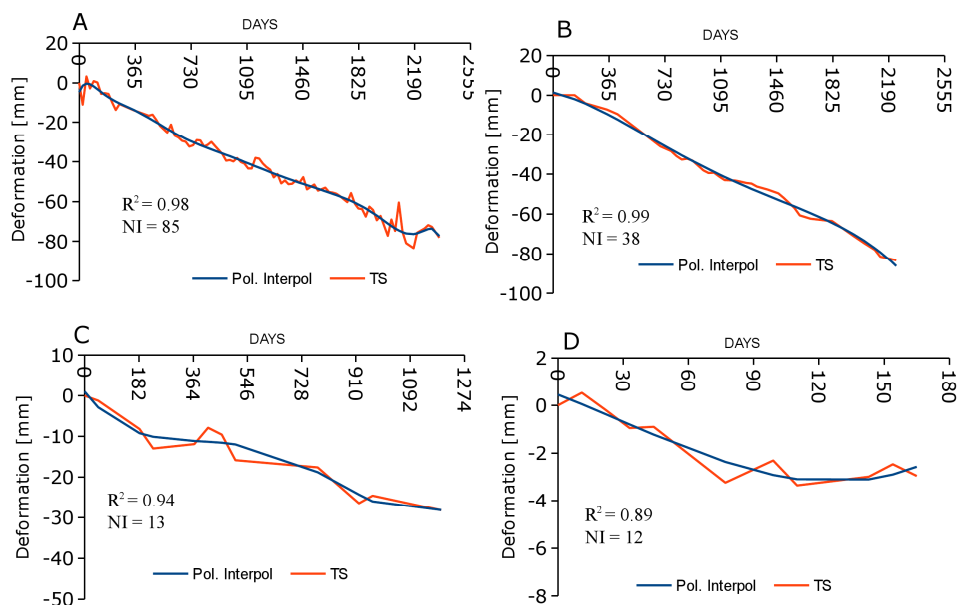 A
DAYS
20
0
-20
-40
-60
-80
-100
0
365
730
1095
1460
1825
2190
2555
Deformation [mm]
R² = 0.98
NI = 85
Pol. Interpol
TS
B
DAYS
20
0
-20
-40
-60
-80
-100
0
365
730
1095
1460
1825
2190
2555
Deformation [mm]
R² = 0.99
NI = 38
Pol. Interpol
TS
C
DAYS
10
0
-10
-20
-30
-40
-50
0
182
364
546
728
910
1092
1274
Deformation [mm]
R² = 0.94
NI = 13
Pol. Interpol
TS
D
DAYS
2
0
-2
-4
-6
-8
0
30
60
90
120
150
180
Deformation [mm]
R² = 0.89
NI = 12
Pol. Interpol
TS